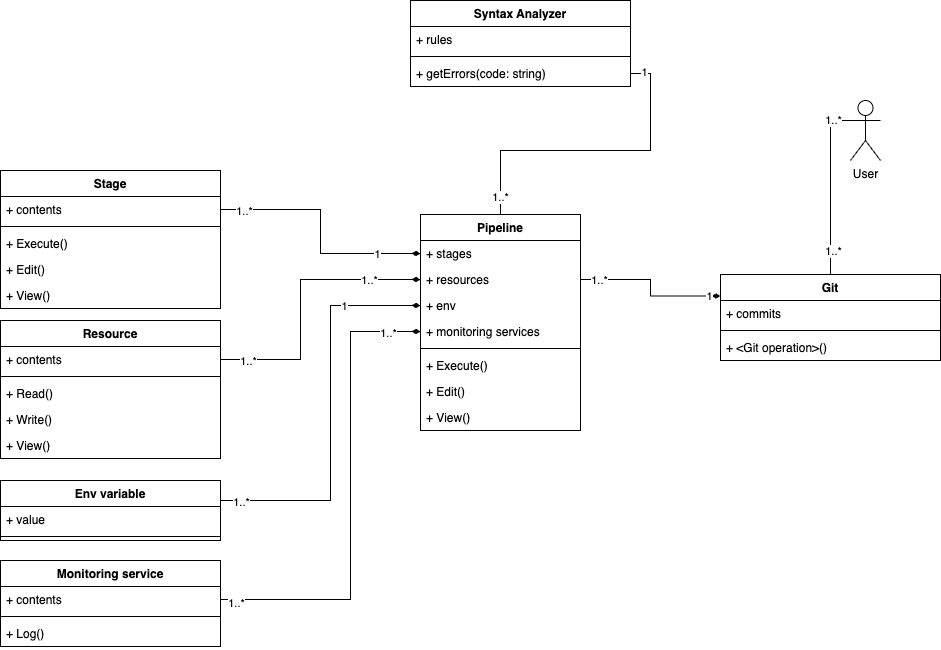 Syntax Analyzer
+ rules
+ getErrors(code: string)
1
1..*
User
1..*
1..*
Stage
+ contents
+ Execute()
+ Edit()
+ View()
1..*
1
Resource
+ contents
+ Read()
+ Write()
+ View()
1..*
1..*
Env variable
+ value
1..*
1
Monitoring service
+ contents
+ Log()
1..*
1..*
Pipeline
+ stages
+ resources
+ env
+ monitoring services
+ Execute()
+ Edit()
+ View()
1..*
1
Git
+ commits
+ <Git operation>()